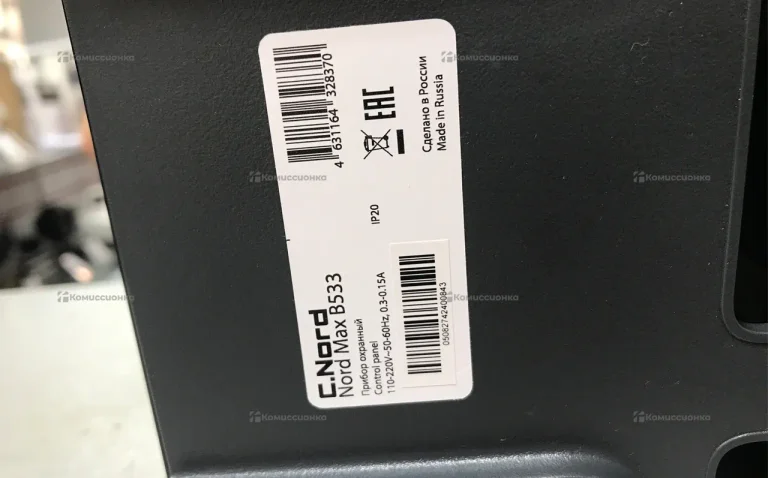 C.Nord
Nord Max B533
Прибор охранный
Control panel
110-220V~50-60Hz, 0.3-0.15A
IP20
05082742400843
4 631164 328370
EAC
Сделано в России
Made in Russia
Комиссионка
Комиссионка
Комиссионка
Комиссионка
Комиссионка
Комиссионка
Комиссионка
Комиссионка